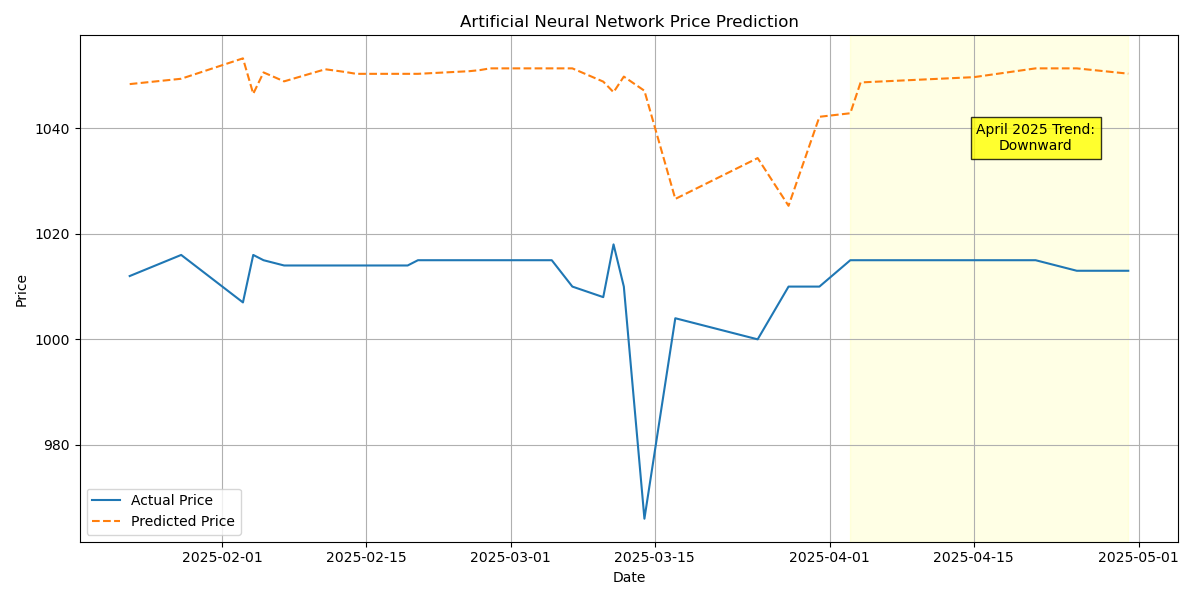 Artificial Neural Network Price Prediction
Price
1040
1020
1000
980
April 2025 Trend:
Downward
Actual Price
Predicted Price
2025-02-01
2025-02-15
2025-03-01
2025-03-15
2025-04-01
2025-04-15
2025-05-01
Date